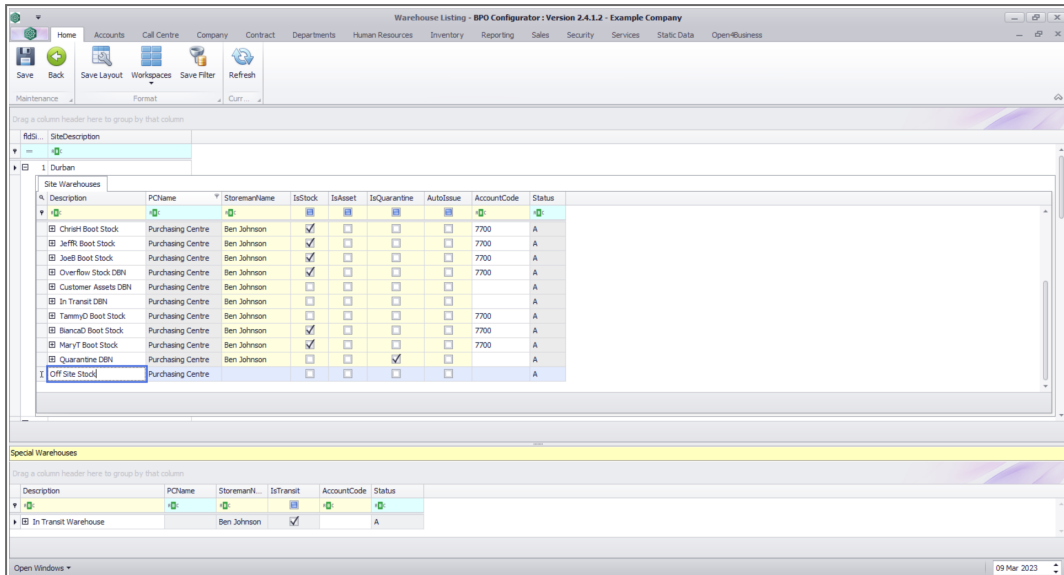 Warehouse Listing - BPO Configurator : Version 2.4.1.2 - Example Company
Home Accounts Call Centre Company Contract Departments Human Resources Inventory Reporting Sales Security Services Static Data Open4Business
Save Back Save Layout Workspaces Save Filter Refresh
Maintenance Format Curr ...
Drag a column header here to group by that column
fldSi... SiteDescription
1 Durban
Site Warehouses
Description PCName StoremanName IsStock IsAsset IsQuarantine AutoIssue AccountCode Status
ChrisH Boot Stock Purchasing Centre Ben Johnson 7700 A
JeffR Boot Stock Purchasing Centre Ben Johnson 7700 A
JoeB Boot Stock Purchasing Centre Ben Johnson 7700 A
Overflow Stock DBN Purchasing Centre Ben Johnson 7700 A
Customer Assets DBN Purchasing Centre Ben Johnson A
In Transit DBN Purchasing Centre Ben Johnson A
TammyD Boot Stock Purchasing Centre Ben Johnson 7700 A
BiancaD Boot Stock Purchasing Centre Ben Johnson 7700 A
MaryT Boot Stock Purchasing Centre Ben Johnson 7700 A
Quarantine DBN Purchasing Centre Ben Johnson A
Off Site Stock Purchasing Centre A
Special Warehouses
Drag a column header here to group by that column
Description PCName StoremanN... IsTransit AccountCode Status
In Transit Warehouse Ben Johnson A
Open Windows 09 Mar 2023